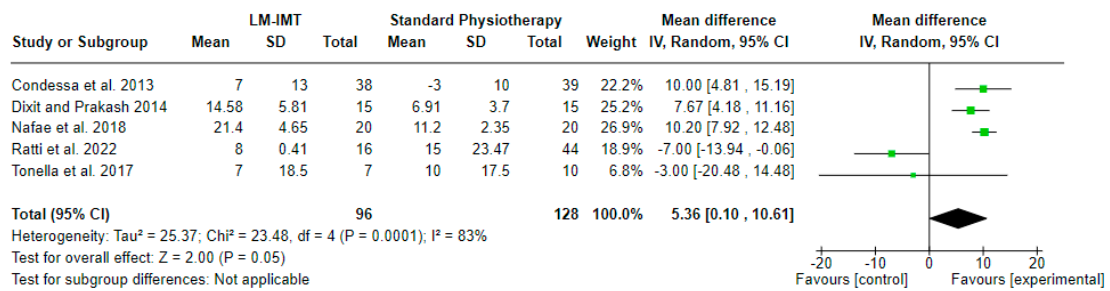 LM-IMT Standard Physiotherapy Mean difference Mean difference
Study or Subgroup Mean SD Total Mean SD Total Weight IV, Random, 95% CI IV, Random, 95% CI
Condessa et al. 2013 7 13 38 -3 10 39 22.2% 10.00 [4.81 , 15.19]
Dixit and Prakash 2014 14.58 5.81 15 6.91 3.7 15 25.2% 7.67 [4.18 , 11.16]
Nafae et al. 2018 21.4 4.65 20 11.2 2.35 20 26.9% 10.20 [7.92 , 12.48]
Ratti et al. 2022 8 0.41 16 15 23.47 44 18.9% -7.00 [-13.94 , -0.06]
Tonella et al. 2017 7 18.5 7 10 17.5 10 6.8% -3.00 [-20.48 , 14.48]
Total (95% CI) 96 128 100.0% 5.36 [0.10 , 10.61]
Heterogeneity: Tau² = 25.37; Chi² = 23.48, df = 4 (P = 0.0001); I² = 83%
Test for overall effect: Z = 2.00 (P = 0.05) -20 -10 0 10 20
Test for subgroup differences: Not applicable Favours [control] Favours [experimental]